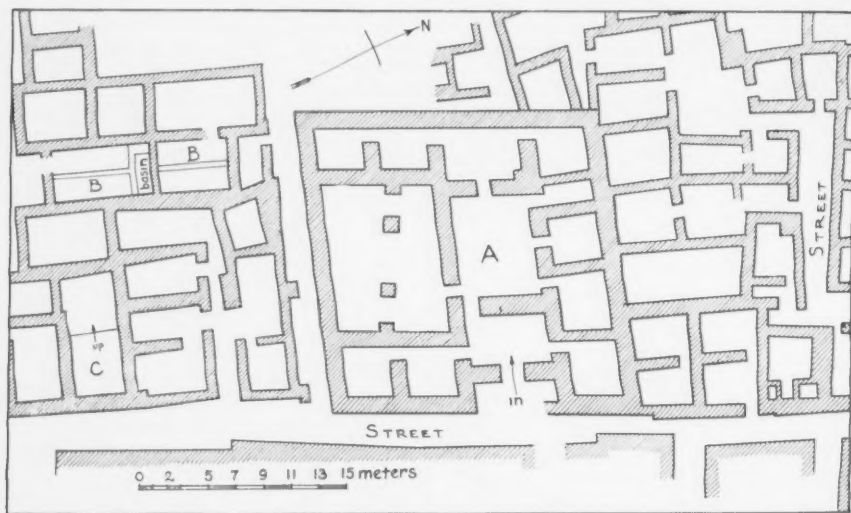 N
B
basin
B
A
STREET
up
C
in
STREET
0 2 5 7 9 11 13 15 meters